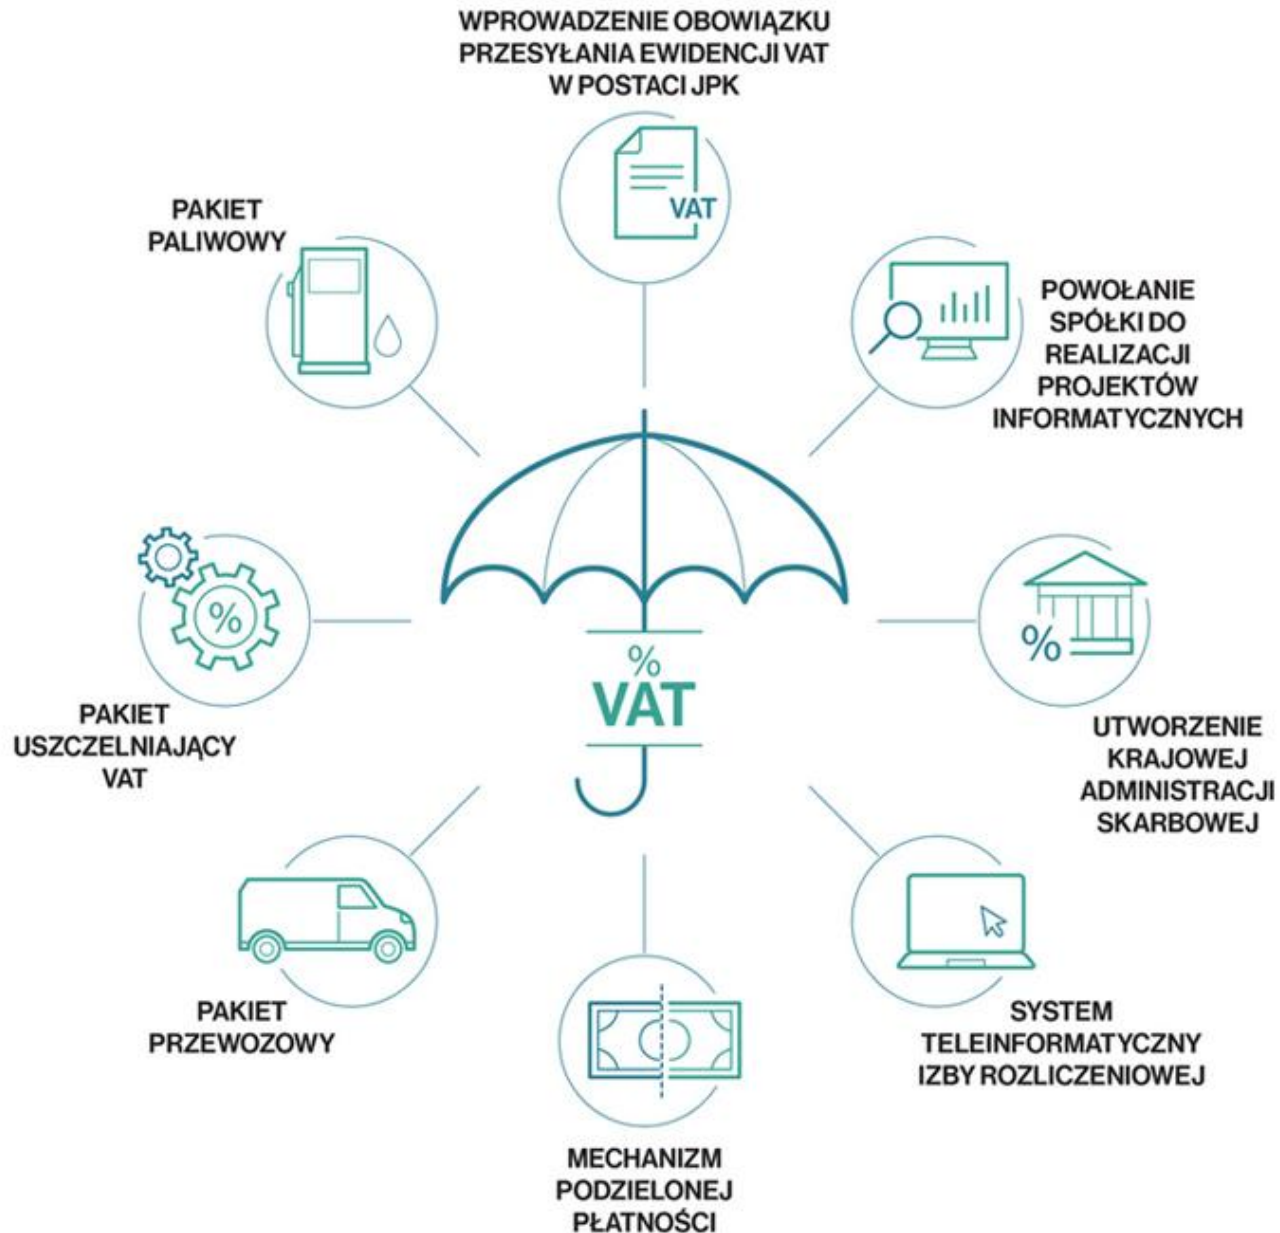 WPROWADZENIE OBOWIĄZKU
PRZESYŁANIA EWIDENCJI VAT
W POSTACI JPK
VAT
PAKIET
PALIWOWY
POWOŁANIE
SPÓŁKI DO
REALIZACJI
PROJEKTÓW
INFORMATYCZNYCH
%
PAKIET
USZCZELNIAJĄCY
VAT
%
VAT
%
UTWORZENIE
KRAJOWEJ
ADMINISTRACJI
SKARBOWEJ
PAKIET
PRZEWOZOWY
SYSTEM
TELEINFORMATYCZNY
IZBY ROZLICZENIOWEJ
MECHANIZM
PODZIELONEJ
PŁATNOŚCI